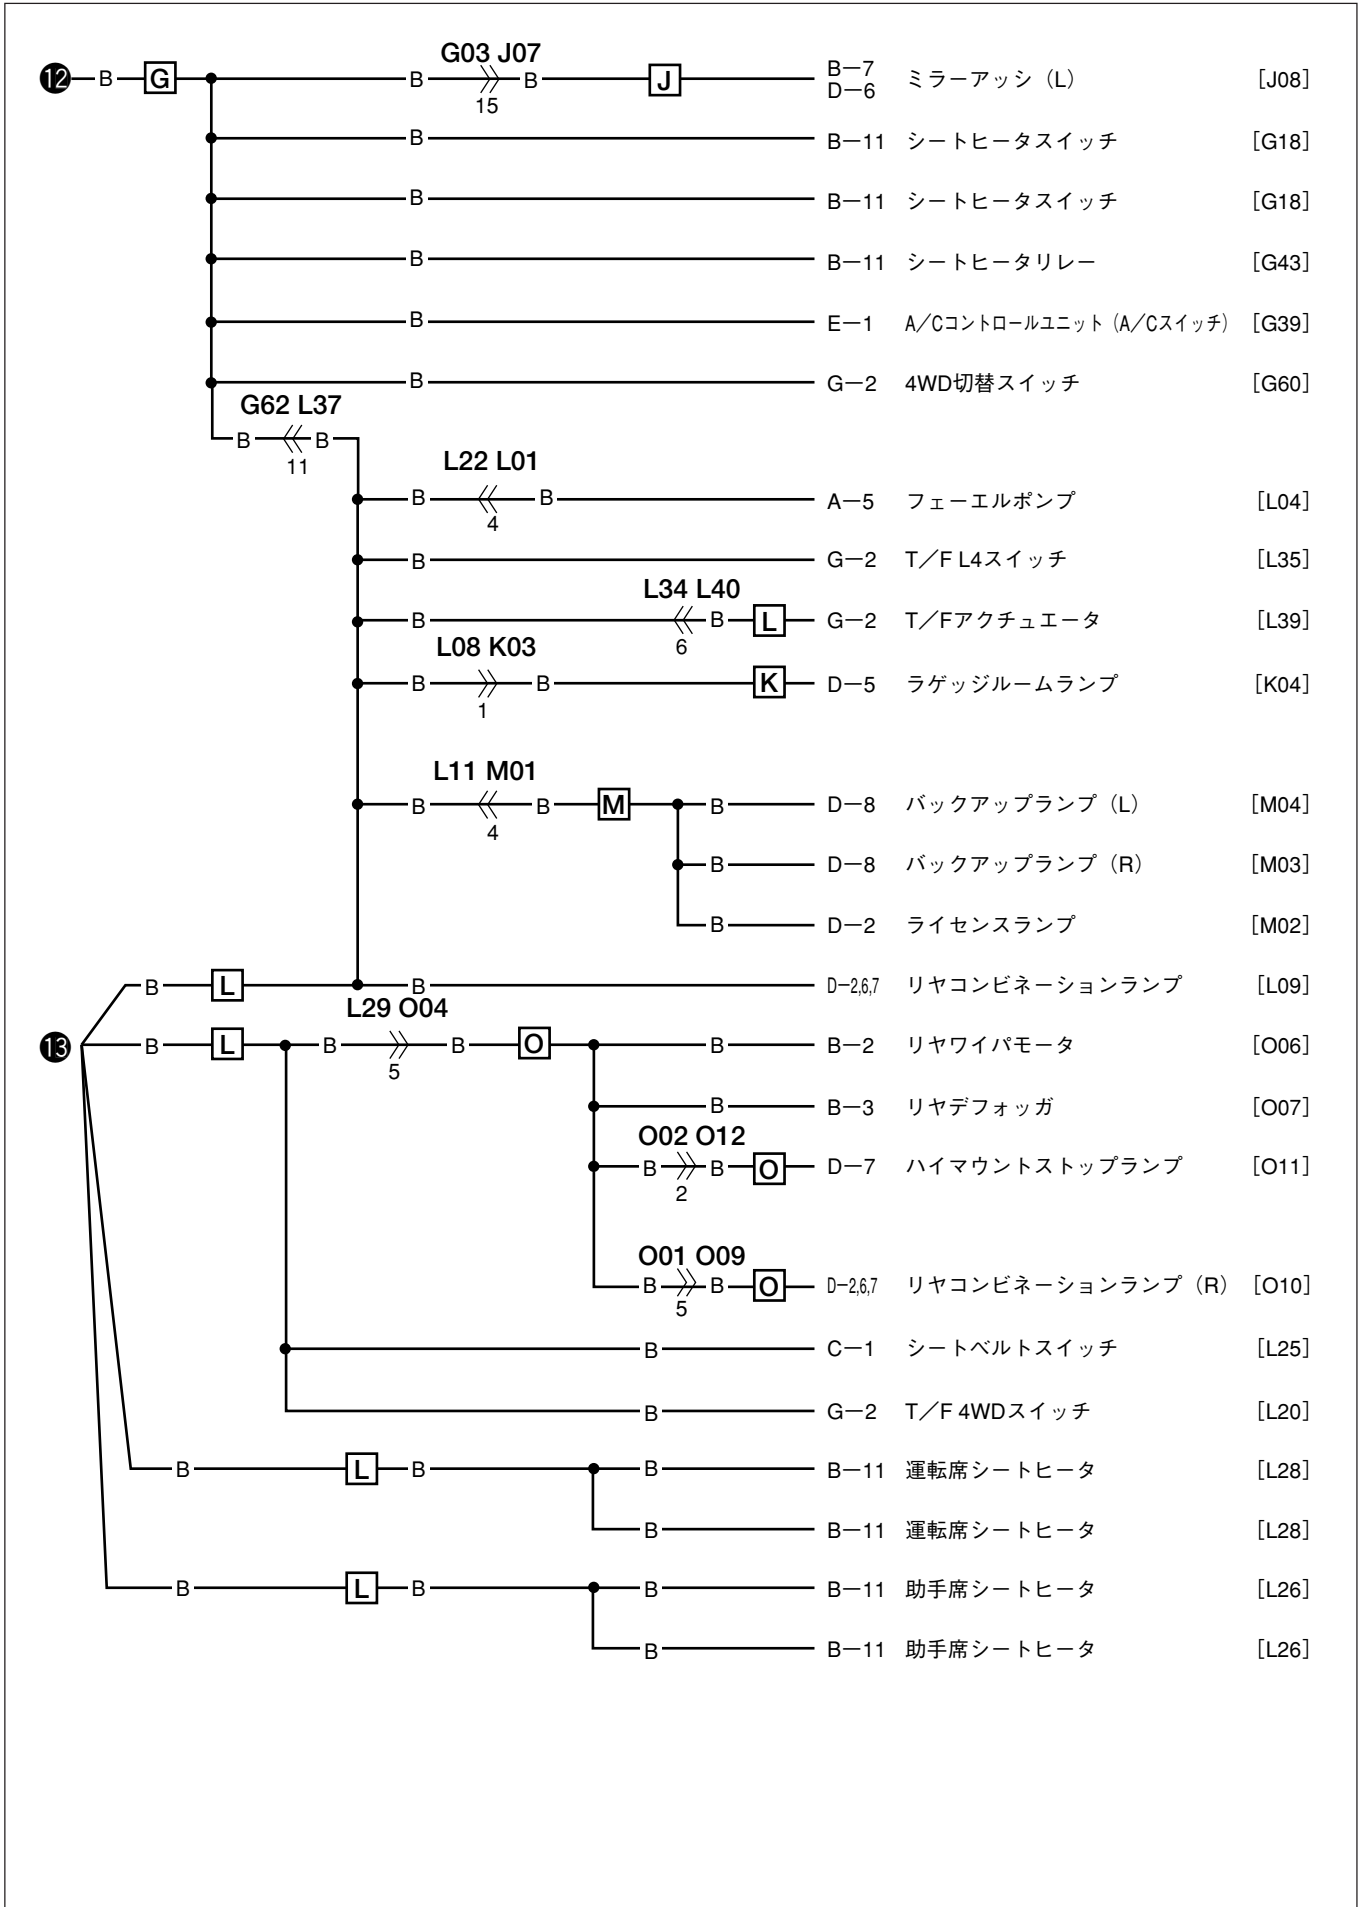 G03 J07
⓬ B G B B J B－7 ミラーアッシ（L） ［J08］
D－6
15
B B－11 シートヒータスイッチ ［G18］
B B－11 シートヒータスイッチ ［G18］
B B－11 シートヒータリレー ［G43］
B E－1 A／Cコントロールユニット（A／Cスイッチ） ［G39］
B G－2 4WD切替スイッチ ［G60］
G62 L37
B B
11
L22 L01
B B A－5 フェーエルポンプ ［L04］
4
B G－2 T／F L4スイッチ ［L35］
L34 L40
B B L G－2 T／Fアクチュエータ ［L39］
6
L08 K03
B B K D－5 ラゲッジルームランプ ［K04］
1
L11 M01
B B M B D－8 バックアップランプ（L） ［M04］
4
B D－8 バックアップランプ（R） ［M03］
B D－2 ライセンスランプ ［M02］
B L B D－2,6,7 リヤコンビネーションランプ ［L09］
L29 O04
⓭ B L B B O B B－2 リヤワイパモータ ［O06］
5
B B－3 リヤデフォッガ ［O07］
O02 O12
B B O D－7 ハイマウントストップランプ ［O11］
2
O01 O09
B B O D－2,6,7 リヤコンビネーションランプ（R） ［O10］
5
B C－1 シートベルトスイッチ ［L25］
B G－2 T／F 4WDスイッチ ［L20］
B L B B B－11 運転席シートヒータ ［L28］
B B－11 運転席シートヒータ ［L28］
B L B B B－11 助手席シートヒータ ［L26］
B B－11 助手席シートヒータ ［L26］